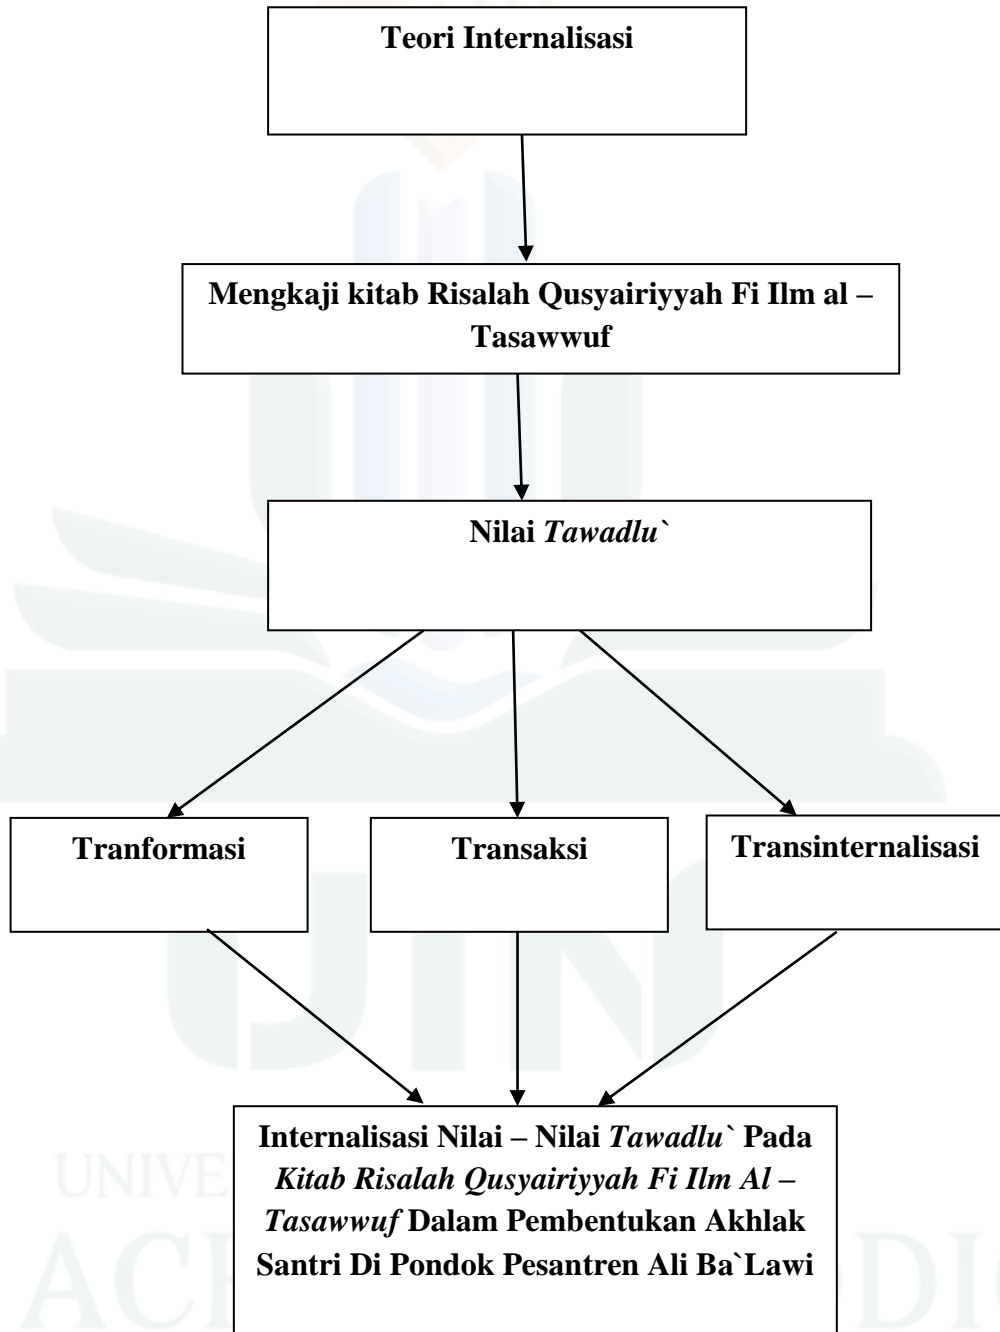 Teori Internalisasi
Mengkaji kitab Risalah Qusyairiyyah Fi Ilm al –
Tasawwuf
Nilai Tawadlu`
Tranformasi
Transaksi
Transinternalisasi
UIN
Internalisasi Nilai – Nilai Tawadlu` Pada
Kitab Risalah Qusyairiyyah Fi Ilm Al –
Tasawwuf Dalam Pembentukan Akhlak
Santri Di Pondok Pesantren Ali Ba`Lawi